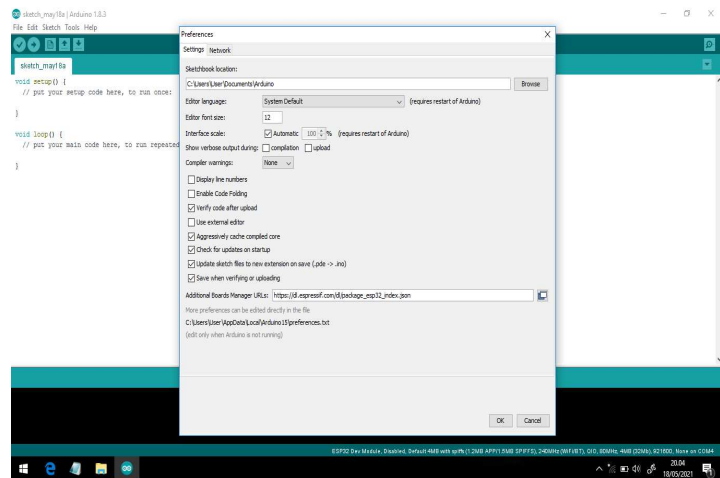 sketch_may18a | Arduino 1.8.3
File Edit Sketch Tools Help
sketch_may18a
void setup() {
// put your setup code here, to run once:
}
void loop() {
// put your main code here, to run repeated
}
Preferences
X
Settings Network
Sketchbook location:
C:\Users\User\Documents\Arduino
Browse
Editor language: System Default (requires restart of Arduino)
Editor font size: 12
Interface scale: Automatic 100 % (requires restart of Arduino)
Show verbose output during: compilation upload
Compiler warnings: None
Display line numbers
Enable Code Folding
Verify code after upload
Use external editor
Aggressively cache compiled core
Check for updates on startup
Update sketch files to new extension on save (.pde -> .ino)
Save when verifying or uploading
Additional Boards Manager URLs: https://dl.espressif.com/dl/package_esp32_index.json
More preferences can be edited directly in the file
C:\Users\User\AppData\Local\Arduino15\preferences.txt
(edit only when Arduino is not running)
OK Cancel
ESP32 Dev Module, Disabled, Default 4MB with spiffs (1.2MB APP/1.5MB SPIFFS), 240MHz (WiFi/BT), QIO, 80MHz, 4MB (32Mb), 921600, None on COM4
20.04
18/05/2021